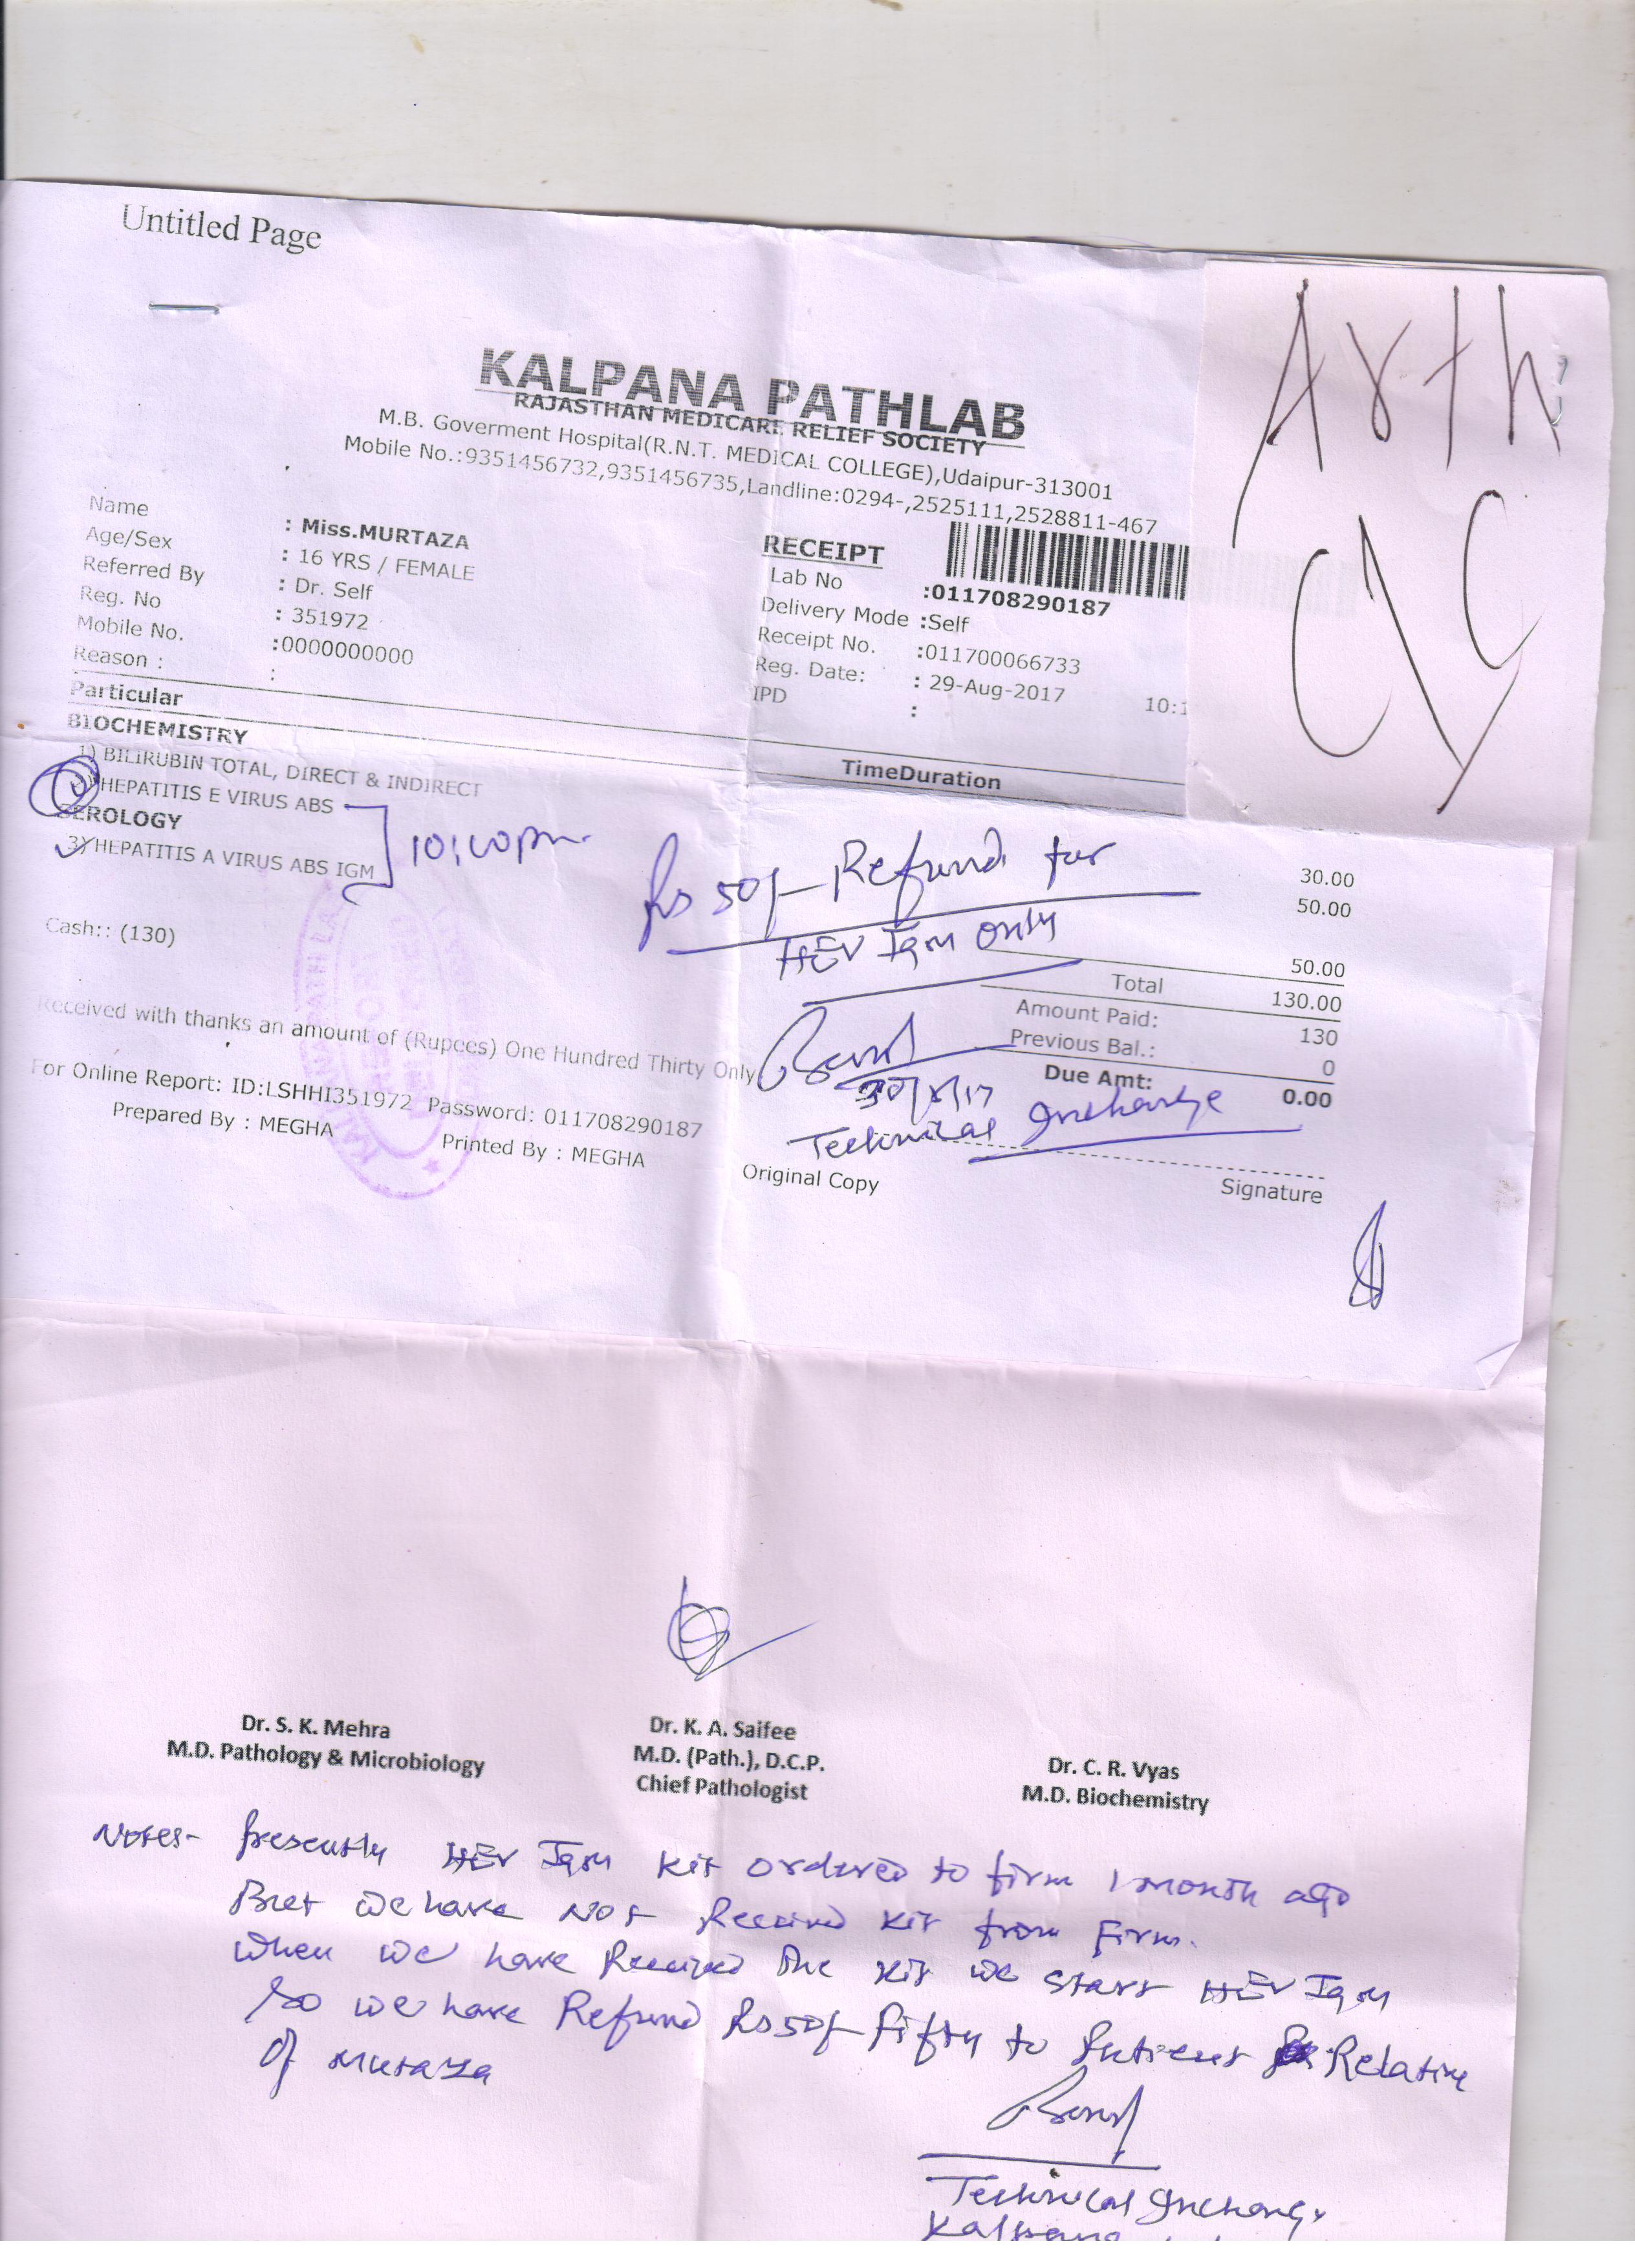 Untitled Page
KALPANA PATHLAB
RAJASTHAN MEDICARE RELIEF SOCIETY
M.B. Goverment Hospital(R.N.T. MEDICAL COLLEGE),Udaipur-313001
Mobile No.:9351456732,9351456735,Landline:0294-,2525111,2528811-467
Arth
Name : Miss.MURTAZA
Age/Sex : 16 YRS / FEMALE
Referred By : Dr. Self
Reg. No : 351972
Mobile No. :0000000000
Reason : :
RECEIPT
Lab No :011708290187
Delivery Mode :Self
Receipt No. :011700066733
Reg. Date: : 29-Aug-2017 10:1
IPD :
Particular TimeDuration
BIOCHEMISTRY
1) BILIRUBIN TOTAL, DIRECT & INDIRECT 30.00
HEPATITIS E VIRUS ABS 50.00
SEROLOGY
3) HEPATITIS A VIRUS ABS IGM 50.00
Rs 50/- Refund for
HEV Igm only
Cash:: (130)
Total 130.00
Amount Paid: 130
Previous Bal.: 0
Due Amt: 0.00
Received with thanks an amount of (Rupees) One Hundred Thirty Only
30/8/17
Technical Incharge
For Online Report: ID:LSHHI351972 Password: 011708290187
Prepared By : MEGHA Printed By : MEGHA
Original Copy Signature
Dr. S. K. Mehra
M.D. Pathology & Microbiology
Dr. K. A. Saifee
M.D. (Path.), D.C.P.
Chief Pathologist
Dr. C. R. Vyas
M.D. Biochemistry
Notes- Presently HEV Igm Kit ordered to firm 1 month ago
But we have Not Received Kit from Firm.
When we have Received the Kit we start HEV Igm
So we have Refund Rs 50/- Fifty to Patient Relative
of Mutaza
Technical Incharge
Kalpana